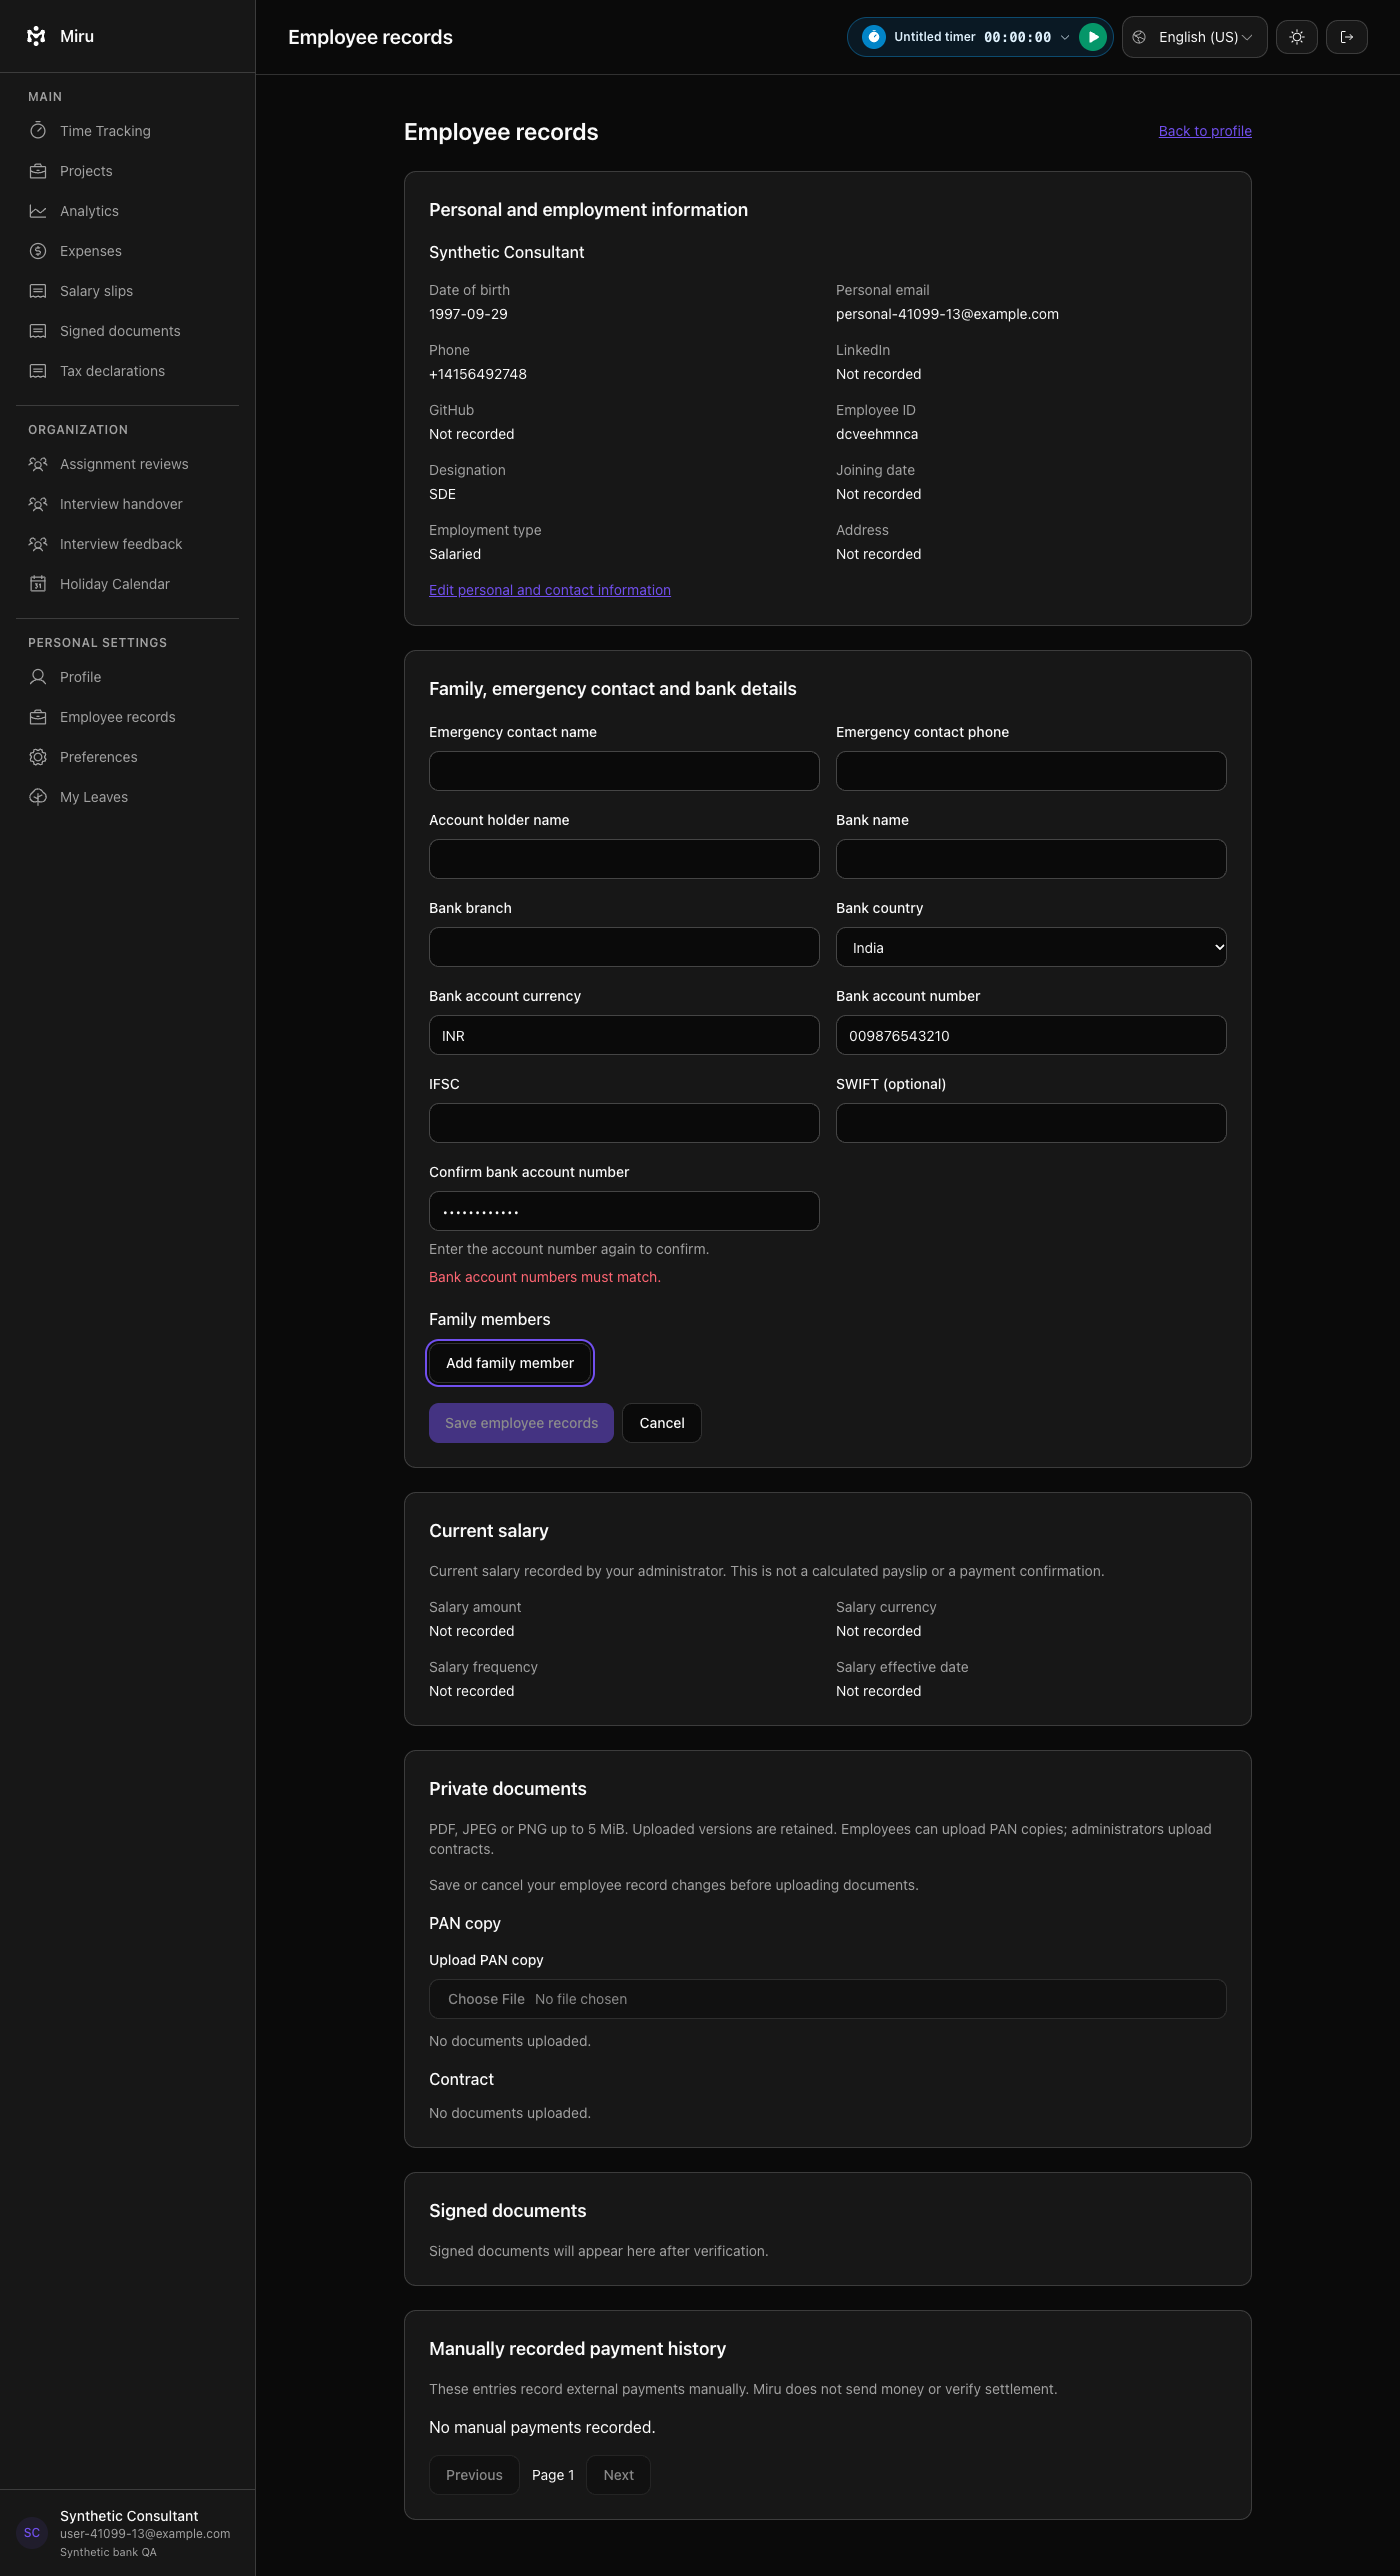 Miru
MAIN
Time Tracking
Projects
Analytics
Expenses
Salary slips
Signed documents
Tax declarations
ORGANIZATION
Assignment reviews
Interview handover
Interview feedback
Holiday Calendar
PERSONAL SETTINGS
Profile
Employee records
Preferences
My Leaves
Synthetic Consultant
SC
user-41099-13@example.com
Synthetic bank QA
Employee records
Untitled timer 00:00:00
English (US)
Employee records
Back to profile
Personal and employment information
Synthetic Consultant
Date of birth
1997-09-29
Personal email
personal-41099-13@example.com
Phone
+14156492748
LinkedIn
Not recorded
GitHub
Not recorded
Employee ID
dcveehmnca
Designation
SDE
Joining date
Not recorded
Employment type
Salaried
Address
Not recorded
Edit personal and contact information
Family, emergency contact and bank details
Emergency contact name
Emergency contact phone
Account holder name
Bank name
Bank branch
Bank country
India
Bank account currency
INR
Bank account number
009876543210
IFSC
SWIFT (optional)
Confirm bank account number
••••••••••••
Enter the account number again to confirm.
Bank account numbers must match.
Family members
Add family member
Save employee records
Cancel
Current salary
Current salary recorded by your administrator. This is not a calculated payslip or a payment confirmation.
Salary amount
Not recorded
Salary currency
Not recorded
Salary frequency
Not recorded
Salary effective date
Not recorded
Private documents
PDF, JPEG or PNG up to 5 MiB. Uploaded versions are retained. Employees can upload PAN copies; administrators upload
contracts.
Save or cancel your employee record changes before uploading documents.
PAN copy
Upload PAN copy
Choose File No file chosen
No documents uploaded.
Contract
No documents uploaded.
Signed documents
Signed documents will appear here after verification.
Manually recorded payment history
These entries record external payments manually. Miru does not send money or verify settlement.
No manual payments recorded.
Previous
Page 1
Next